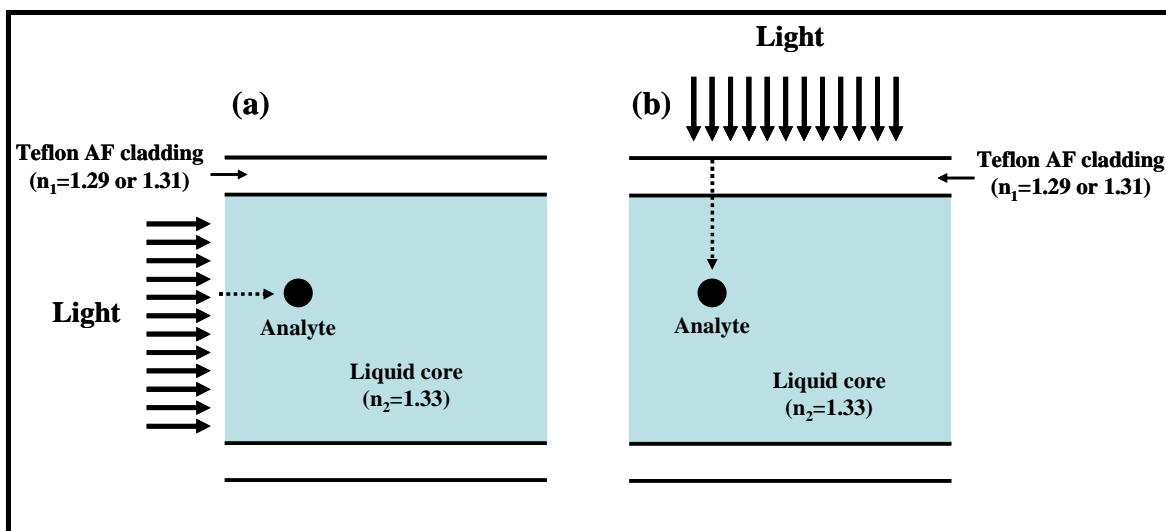 Light
(a)
(b)
Teflon AF cladding
(n₁=1.29 or 1.31)
Teflon AF cladding
(n₁=1.29 or 1.31)
Light
Analyte
Analyte
Liquid core
(n₂=1.33)
Liquid core
(n₂=1.33)